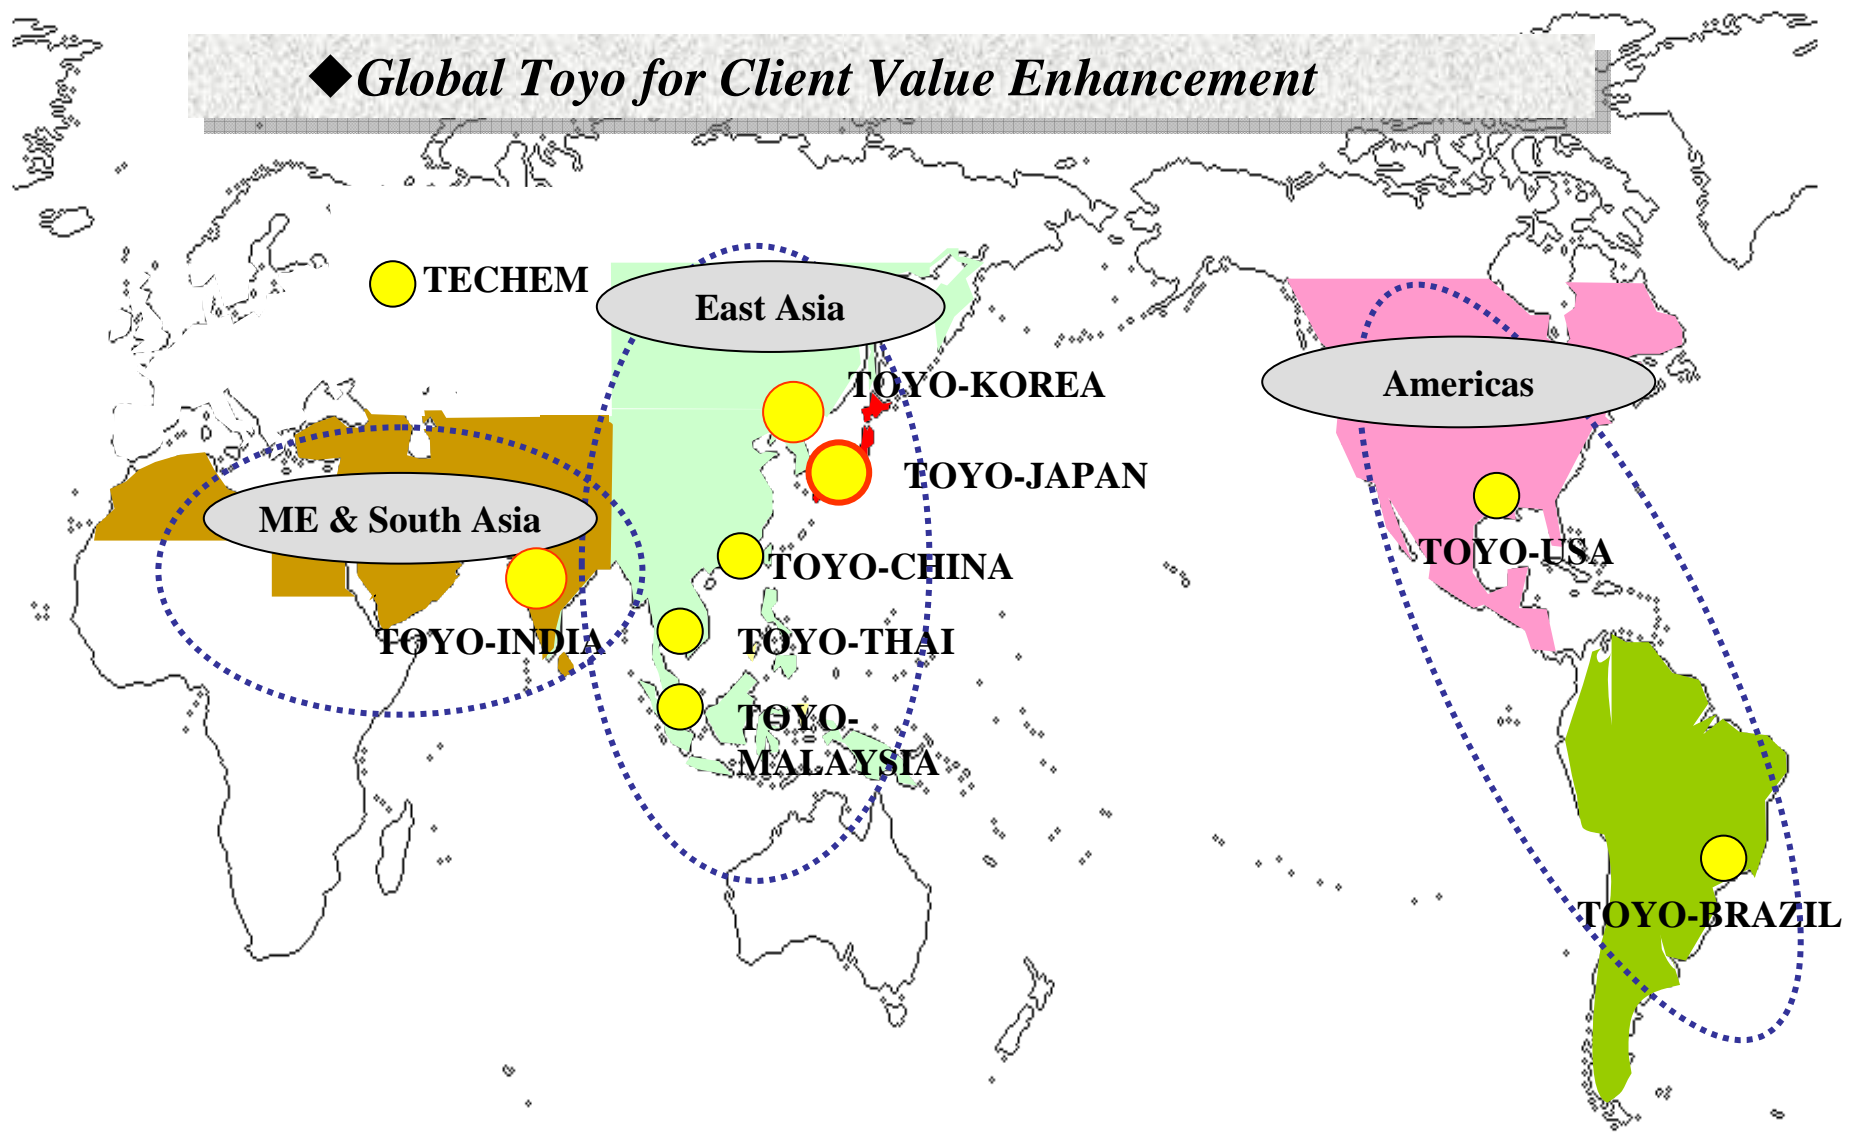 ◆Global Toyo for Client Value Enhancement
TECHEM
East Asia
TOYO-KOREA
Americas
TOYO-JAPAN
ME & South Asia
TOYO-USA
TOYO-CHINA
TOYO-INDIA
TOYO-THAI
TOYO-
MALAYSIA
TOYO-BRAZIL